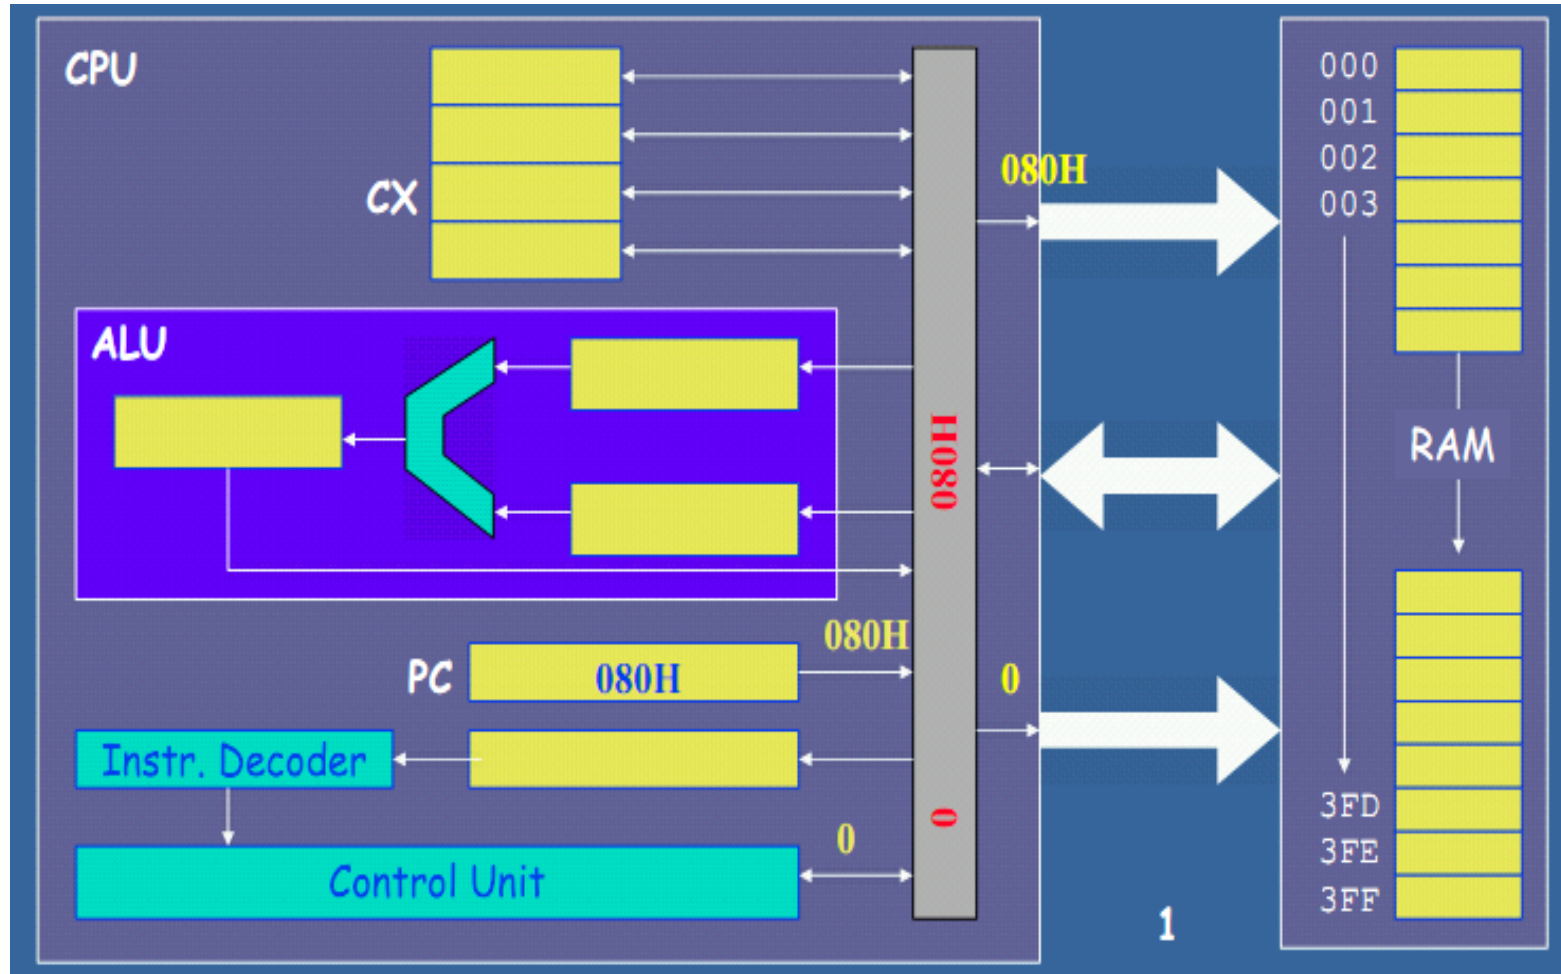 CPU
CX
080H
000
001
002
003
ALU
080H
RAM
080H
PC
080H
0
Instr. Decoder
0
0
Control Unit
3FD
3FE
3FF
1